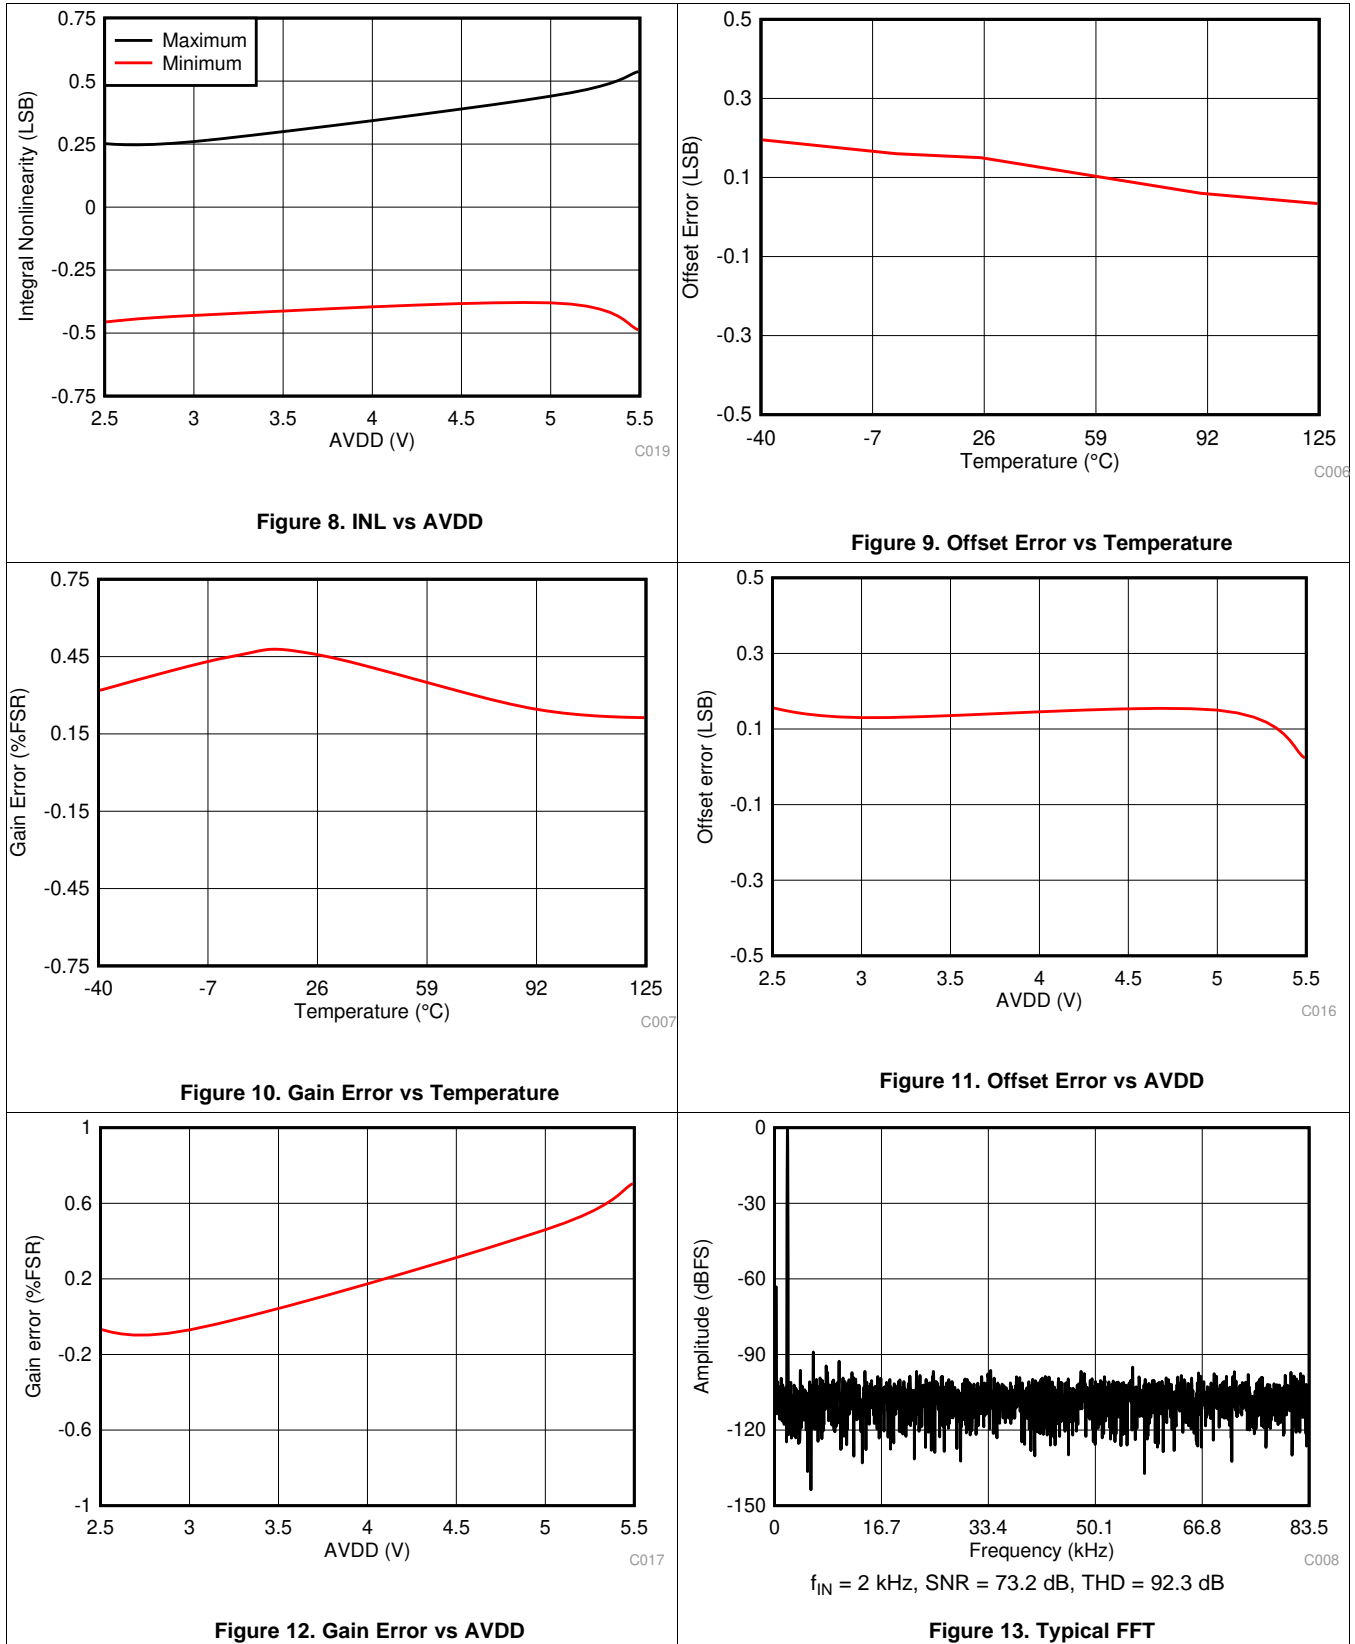 0.75
0.5
0.25
0
-0.25
-0.5
-0.75
Maximum
Minimum
Integral Nonlinearity (LSB)
2.5 3 3.5 4 4.5 5 5.5
AVDD (V)
C019
Figure 8. INL vs AVDD
0.5
0.3
0.1
-0.1
-0.3
-0.5
Offset Error (LSB)
-40 -7 26 59 92 125
Temperature (°C)
C006
Figure 9. Offset Error vs Temperature
0.75
0.45
0.15
-0.15
-0.45
-0.75
Gain Error (%FSR)
-40 -7 26 59 92 125
Temperature (°C)
C007
Figure 10. Gain Error vs Temperature
0.5
0.3
0.1
-0.1
-0.3
-0.5
Offset error (LSB)
2.5 3 3.5 4 4.5 5 5.5
AVDD (V)
C016
Figure 11. Offset Error vs AVDD
1
0.6
0.2
-0.2
-0.6
-1
Gain error (%FSR)
2.5 3 3.5 4 4.5 5 5.5
AVDD (V)
C017
Figure 12. Gain Error vs AVDD
0
-30
-60
-90
-120
-150
Amplitude (dBFS)
0 16.7 33.4 50.1 66.8 83.5
Frequency (kHz)
C008
fIN = 2 kHz, SNR = 73.2 dB, THD = 92.3 dB
Figure 13. Typical FFT